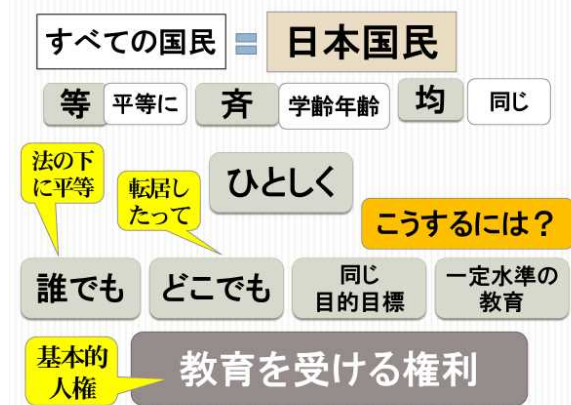 すべての国民 = 日本国民
等 平等に 斉 学齢年齢 均 同じ
法の下
に平等
転居し
たって
ひとしく
こうするには？
誰でも
どこでも
同じ
目的目標
一定水準の
教育
基本的
人権
教育を受ける権利